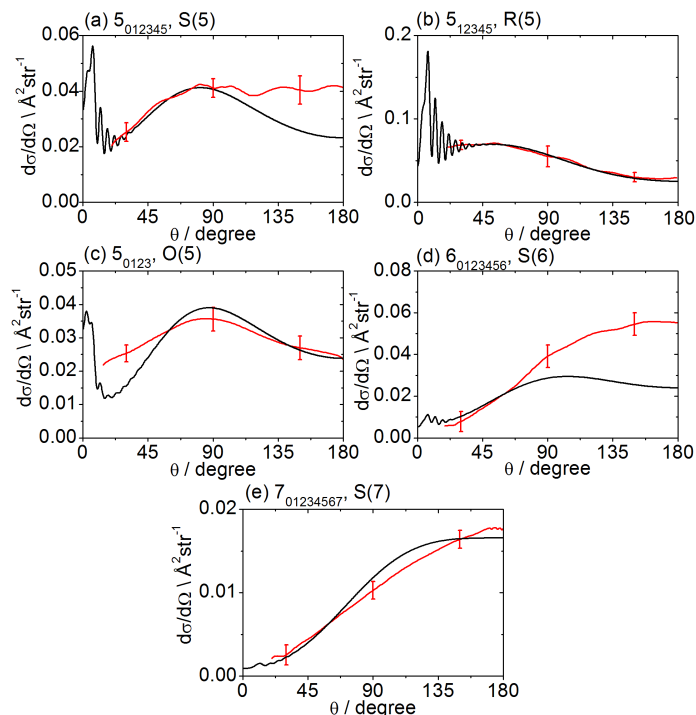 (a) 5₀₁₂₃₄₅, S(5)
dσ/dΩ \ Å²str⁻¹
0.06
0.04
0.02
0.00
0 45 90 135 180
θ / degree
(b) 5₁₂₃₄₅, R(5)
dσ/dΩ \ Å²str⁻¹
0.2
0.1
0.0
0 45 90 135 180
θ / degree
(c) 5₀₁₂₃, O(5)
dσ/dΩ \ Å²str⁻¹
0.05
0.04
0.03
0.02
0.01
0.00
0 45 90 135 180
θ / degree
(d) 6₀₁₂₃₄₅₆, S(6)
dσ/dΩ \ Å²str⁻¹
0.08
0.06
0.04
0.02
0.00
0 45 90 135 180
θ / degree
(e) 7₀₁₂₃₄₅₆₇, S(7)
dσ/dΩ \ Å²str⁻¹
0.02
0.01
0.00
0 45 90 135 180
θ / degree